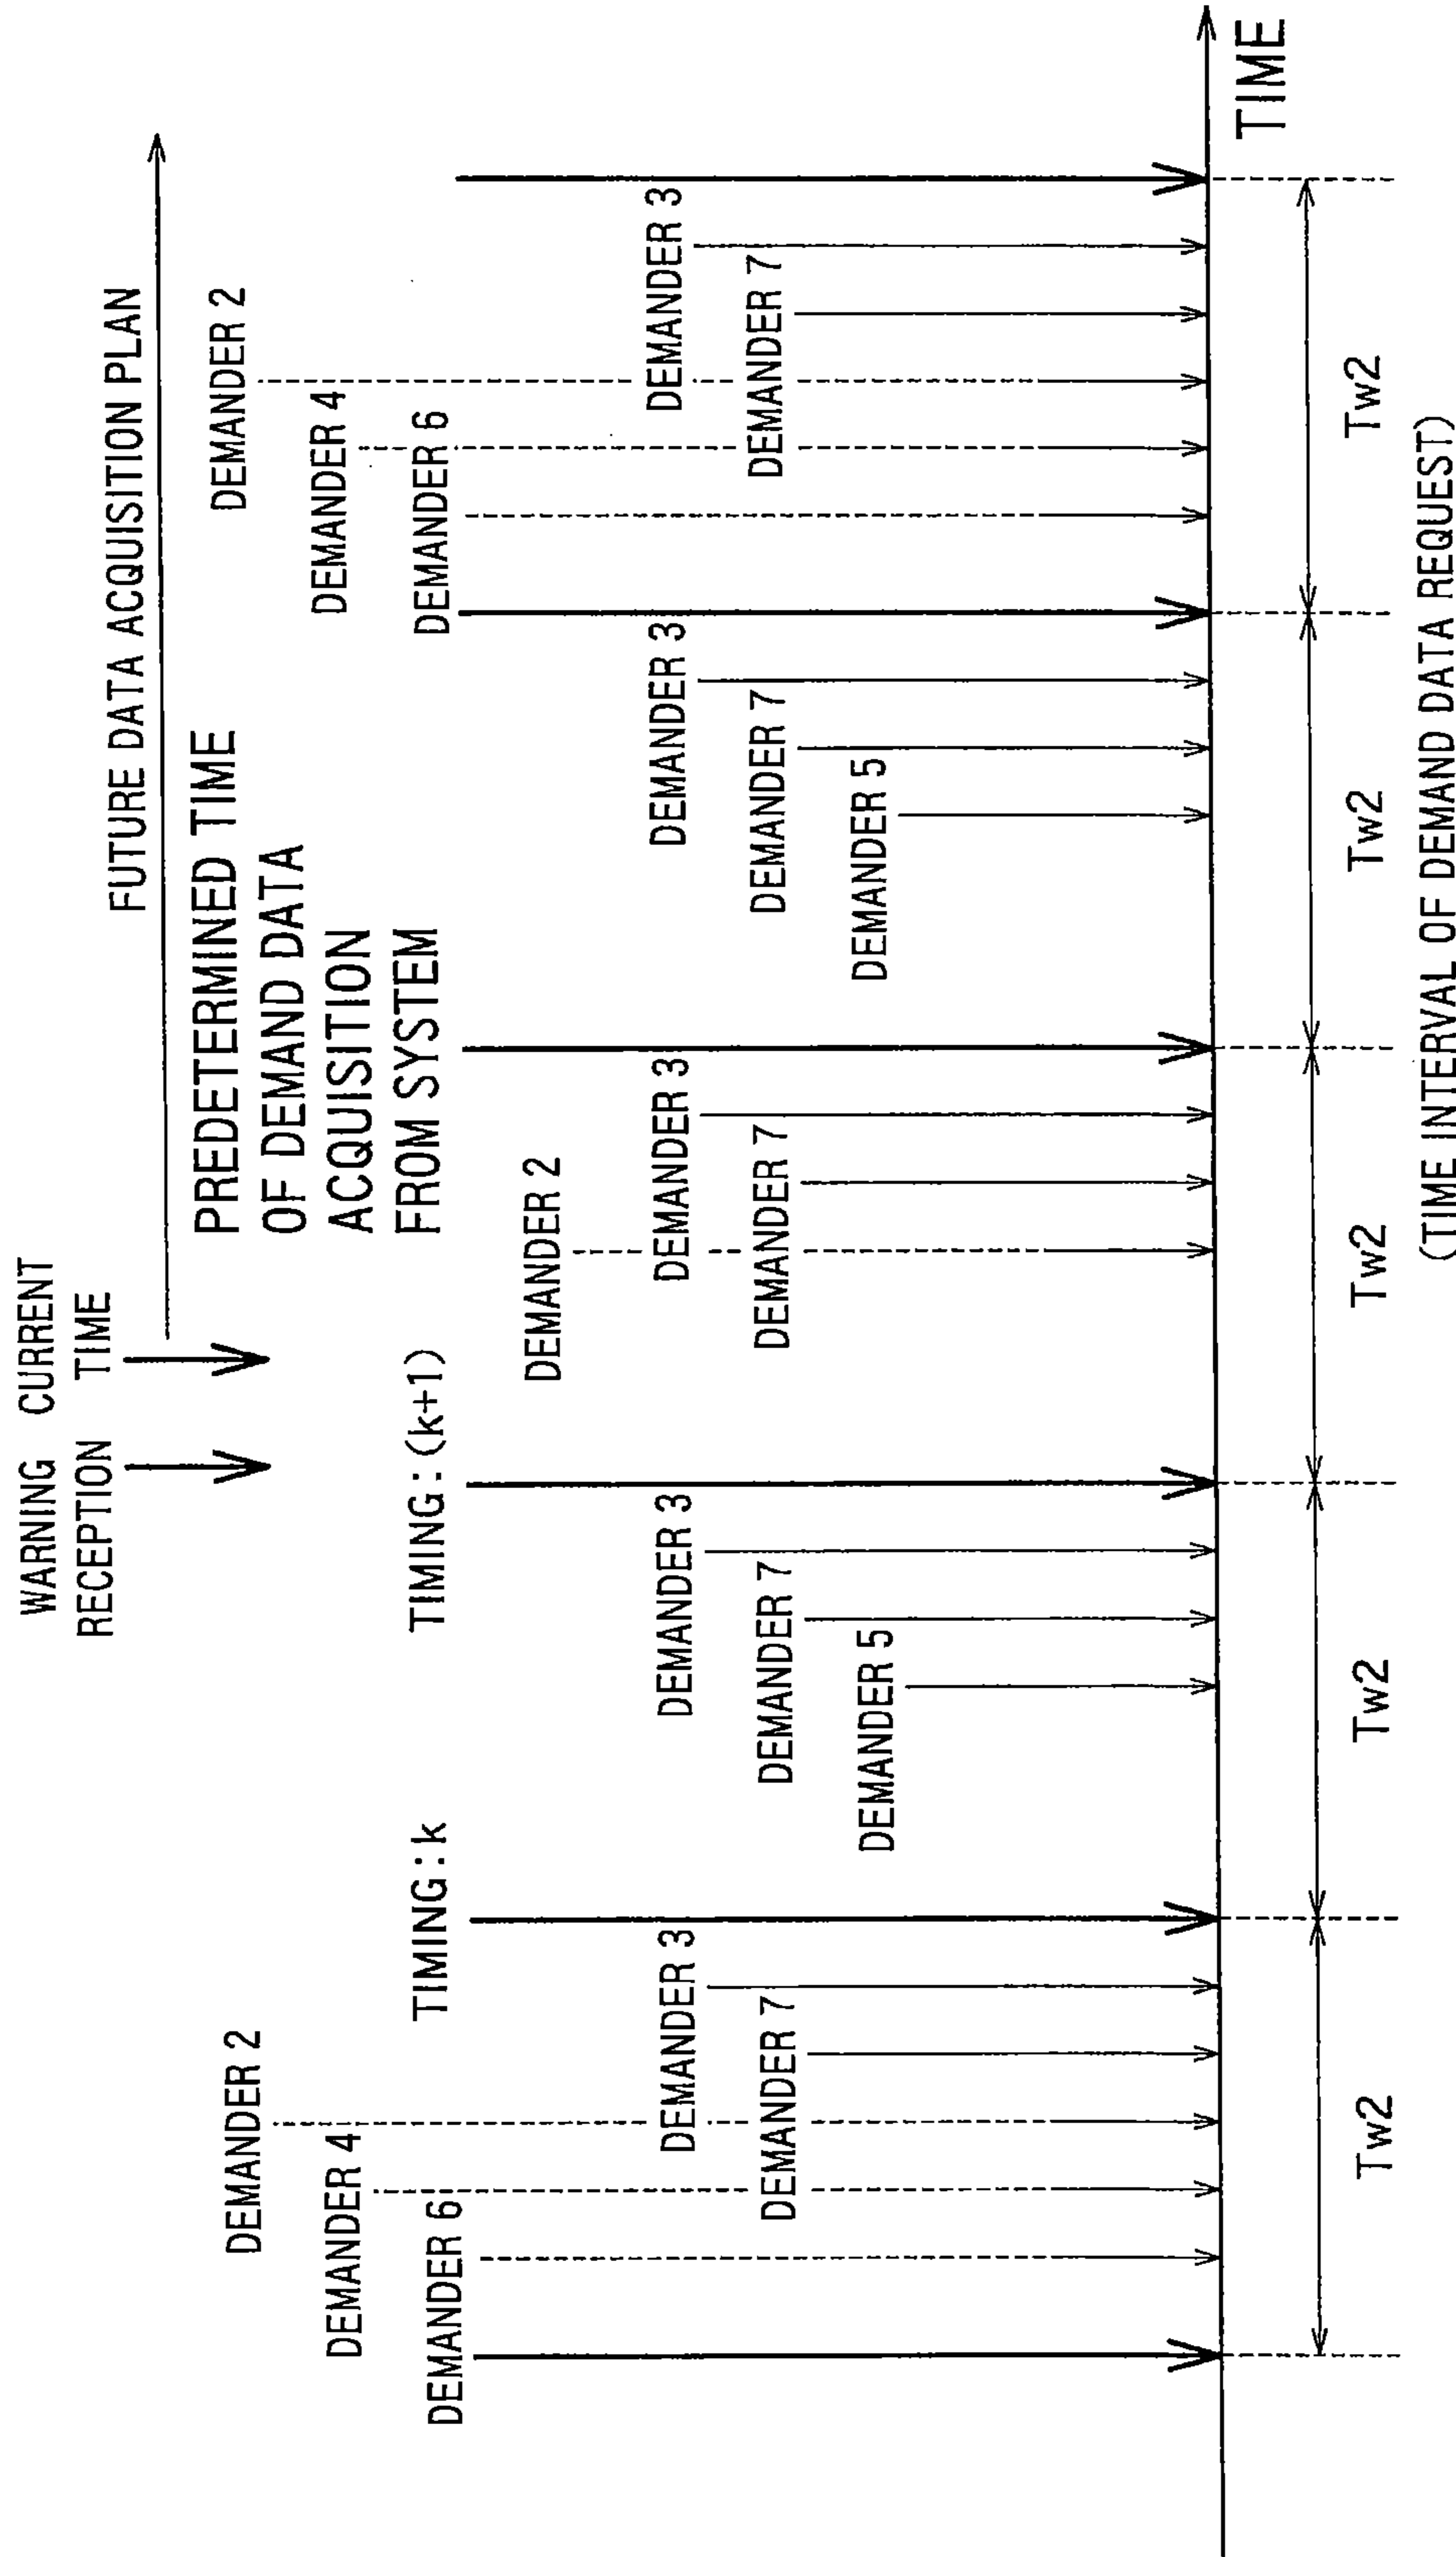 WARNING
RECEPTION
CURRENT
TIME
FUTURE DATA ACQUISITION PLAN
PREDETERMINED TIME
OF DEMAND DATA
ACQUISITION
FROM SYSTEM
DEMANDER 2
DEMANDER 4
DEMANDER 6
TIMING:k
TIMING:(k+1)
DEMANDER 2
DEMANDER 2
DEMANDER 4
DEMANDER 6
DEMANDER 3
DEMANDER 7
DEMANDER 3
DEMANDER 7
DEMANDER 5
DEMANDER 3
DEMANDER 7
DEMANDER 3
DEMANDER 7
DEMANDER 5
DEMANDER 3
DEMANDER 7
TIME
Tw2
Tw2
Tw2
Tw2
Tw2
(TIME INTERVAL OF DEMAND DATA REQUEST)